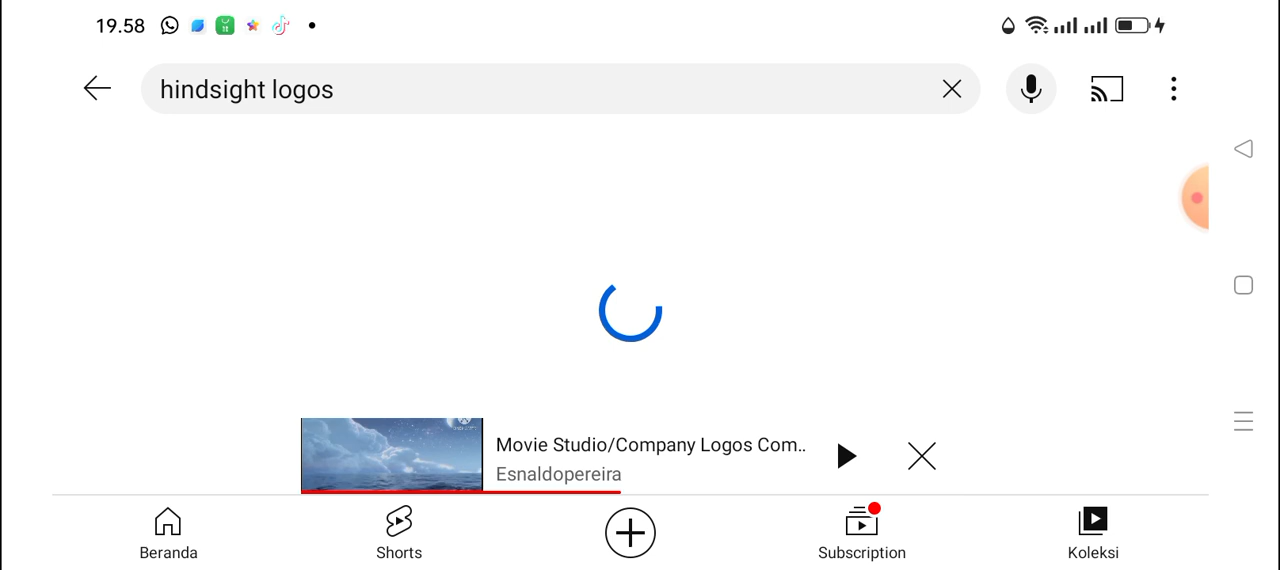 19.58
hindsight logos
Movie Studio/Company Logos Com..
Esnaldopereira
Beranda
Shorts
Subscription
Koleksi